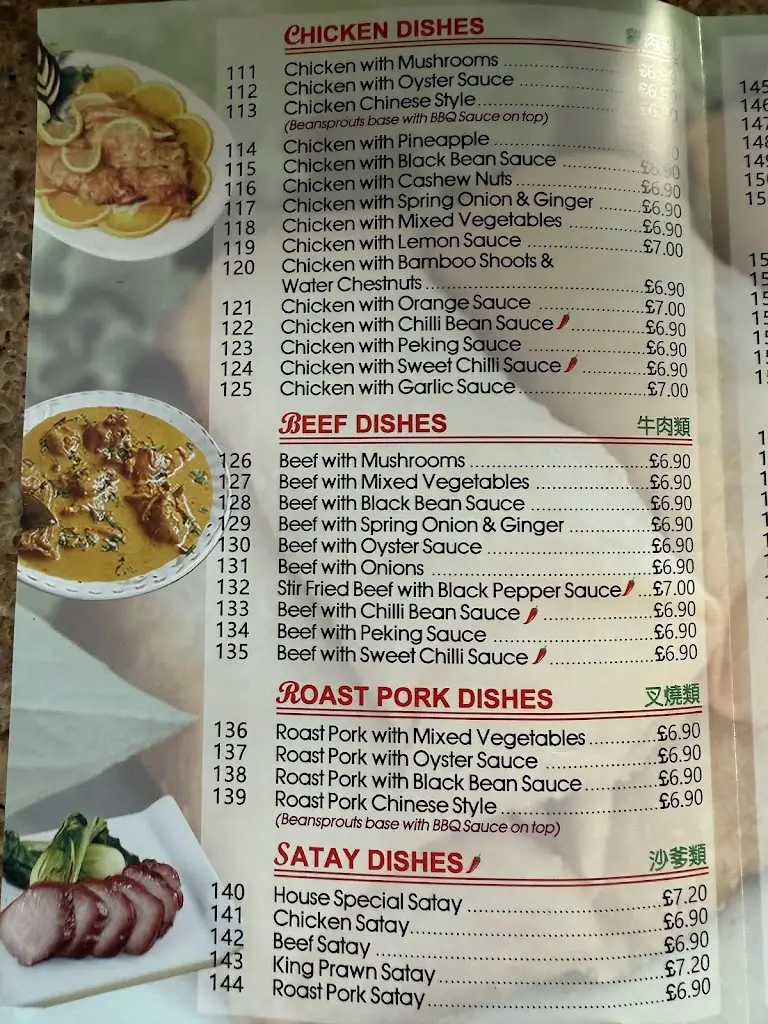 CHICKEN DISHES 肉類
111 Chicken with Mushrooms £6.90
112 Chicken with Oyster Sauce £6.90
113 Chicken Chinese Style £6.90
(Beansprouts base with BBQ Sauce on top)
114 Chicken with Pineapple
115 Chicken with Black Bean Sauce £6.90
116 Chicken with Cashew Nuts £6.90
117 Chicken with Spring Onion & Ginger £6.90
118 Chicken with Mixed Vegetables £6.90
119 Chicken with Lemon Sauce £7.00
120 Chicken with Bamboo Shoots &
Water Chestnuts £6.90
121 Chicken with Orange Sauce £7.00
122 Chicken with Chilli Bean Sauce £6.90
123 Chicken with Peking Sauce £6.90
124 Chicken with Sweet Chilli Sauce £6.90
125 Chicken with Garlic Sauce £7.00
BEEF DISHES 牛肉類
126 Beef with Mushrooms £6.90
127 Beef with Mixed Vegetables £6.90
128 Beef with Black Bean Sauce £6.90
129 Beef with Spring Onion & Ginger £6.90
130 Beef with Oyster Sauce £6.90
131 Beef with Onions £6.90
132 Stir Fried Beef with Black Pepper Sauce £7.00
133 Beef with Chilli Bean Sauce £6.90
134 Beef with Peking Sauce £6.90
135 Beef with Sweet Chilli Sauce £6.90
ROAST PORK DISHES 叉燒類
136 Roast Pork with Mixed Vegetables £6.90
137 Roast Pork with Oyster Sauce £6.90
138 Roast Pork with Black Bean Sauce £6.90
139 Roast Pork Chinese Style £6.90
(Beansprouts base with BBQ Sauce on top)
SATAY DISHES 沙爹類
140 House Special Satay £7.20
141 Chicken Satay £6.90
142 Beef Satay £6.90
143 King Prawn Satay £7.20
144 Roast Pork Satay £6.90